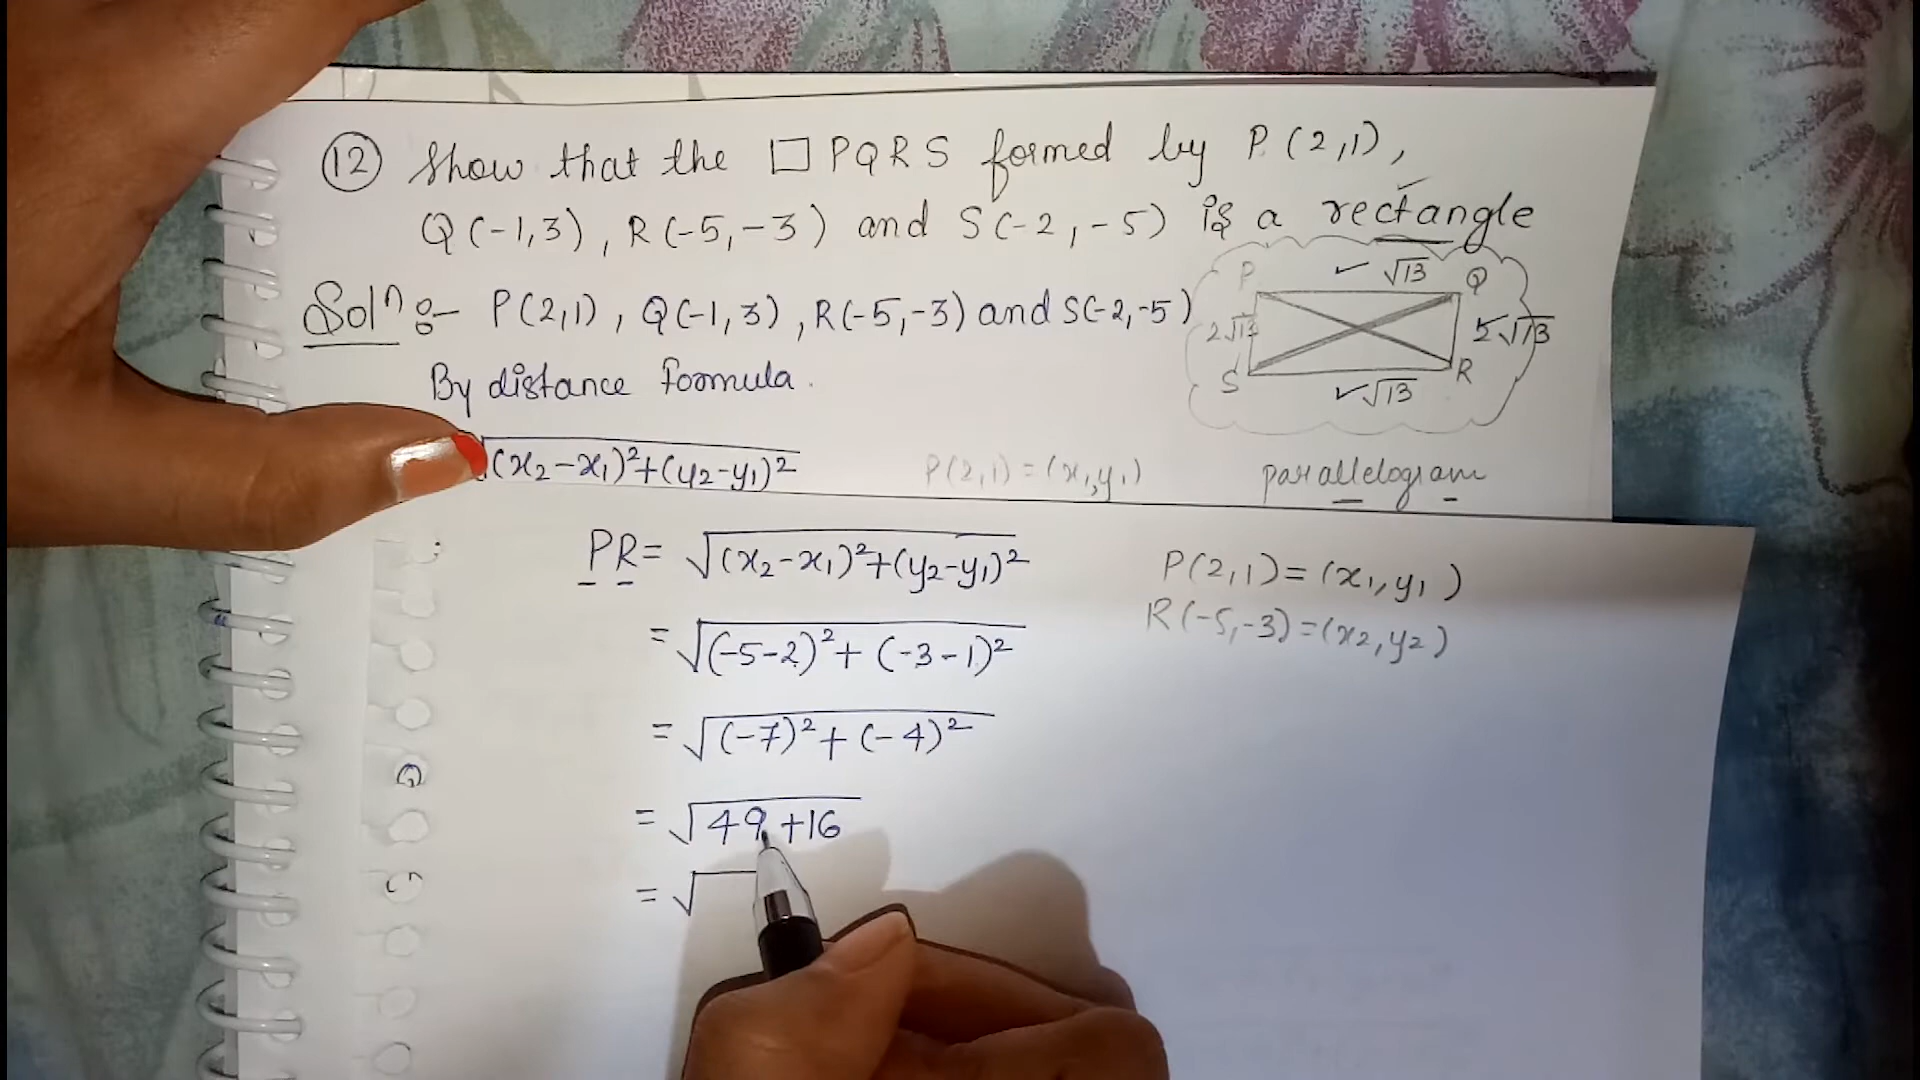 ⑫ Show that the □ PQRS formed by P(2,1),
Q(-1,3), R(-5,-3) and S(-2,-5) is a rectangle
Solⁿ:- P(2,1), Q(-1,3), R(-5,-3) and S(-2,-5)
P ✓ √13 Q
2√13
S ✓√13 R
By distance formula.
√(x₂-x₁)²+(y₂-y₁)² P(2,1)=(x₁,y₁) parallelogram
PR= √(x₂-x₁)²+(y₂-y₁)² P(2,1)=(x₁,y₁)
= √(-5-2)²+(-3-1)² R(-5,-3)=(x₂,y₂)
= √(-7)²+(-4)²
= √49+16
= √